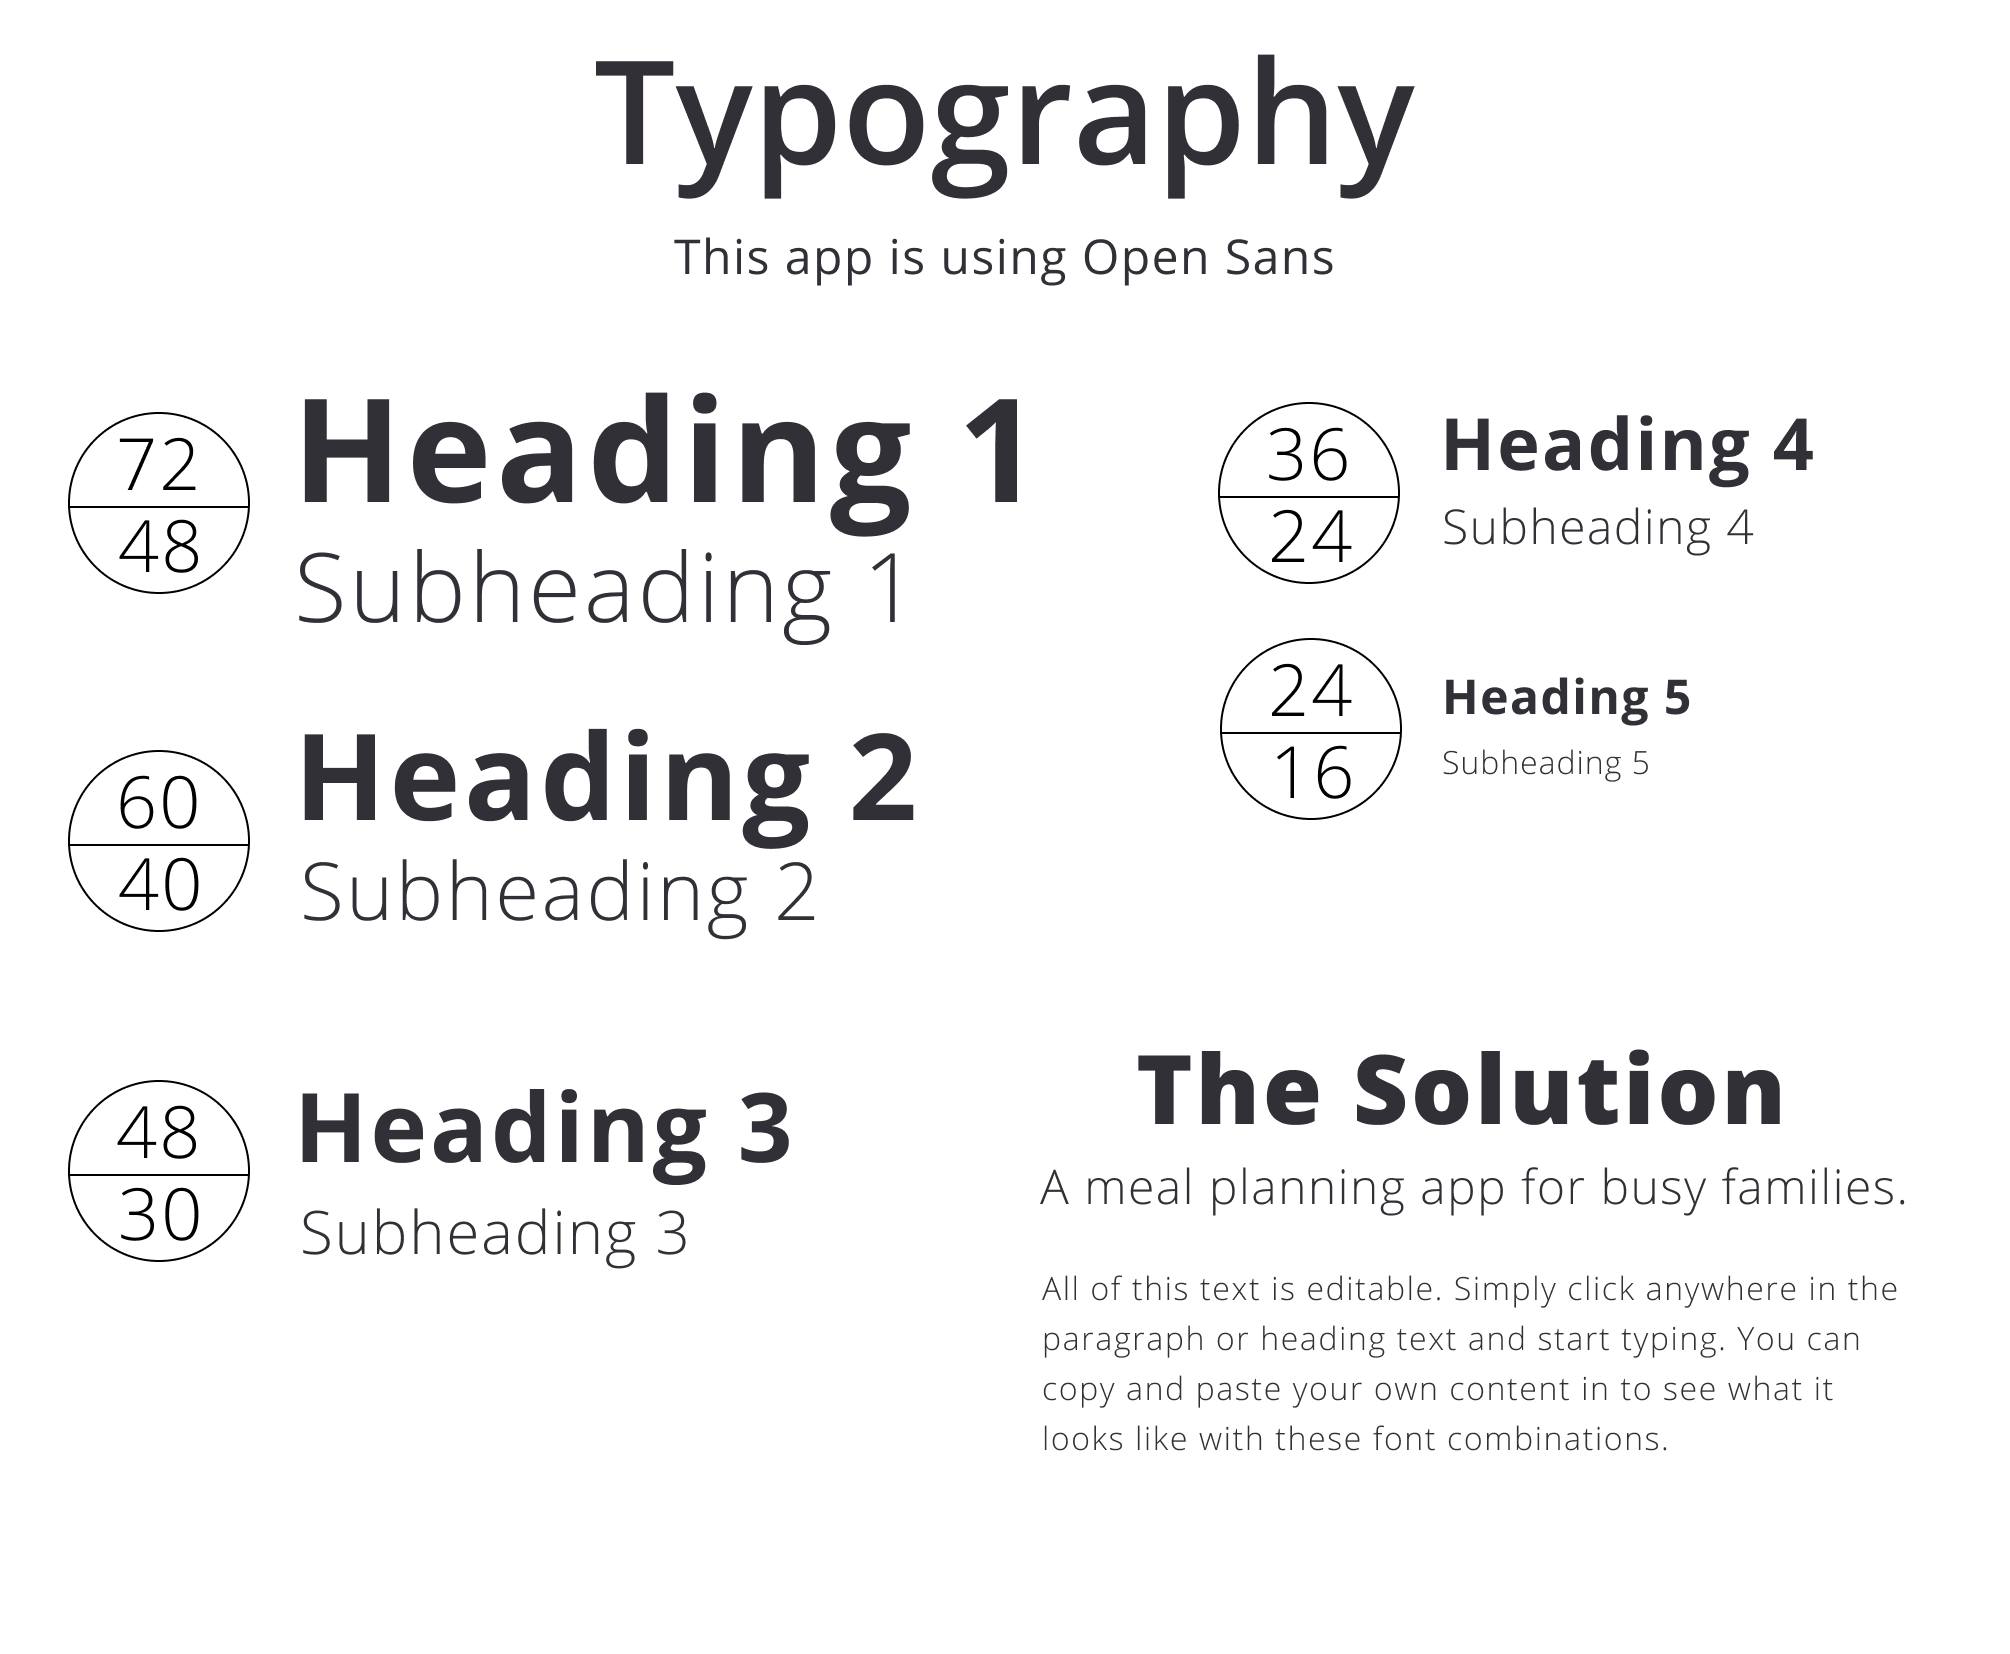 Typography
This app is using Open Sans
72
48
Heading 1
Subheading 1
60
40
Heading 2
Subheading 2
48
30
Heading 3
Subheading 3
36
24
Heading 4
Subheading 4
24
16
Heading 5
Subheading 5
The Solution
A meal planning app for busy families.
All of this text is editable. Simply click anywhere in the
paragraph or heading text and start typing. You can
copy and paste your own content in to see what it
looks like with these font combinations.